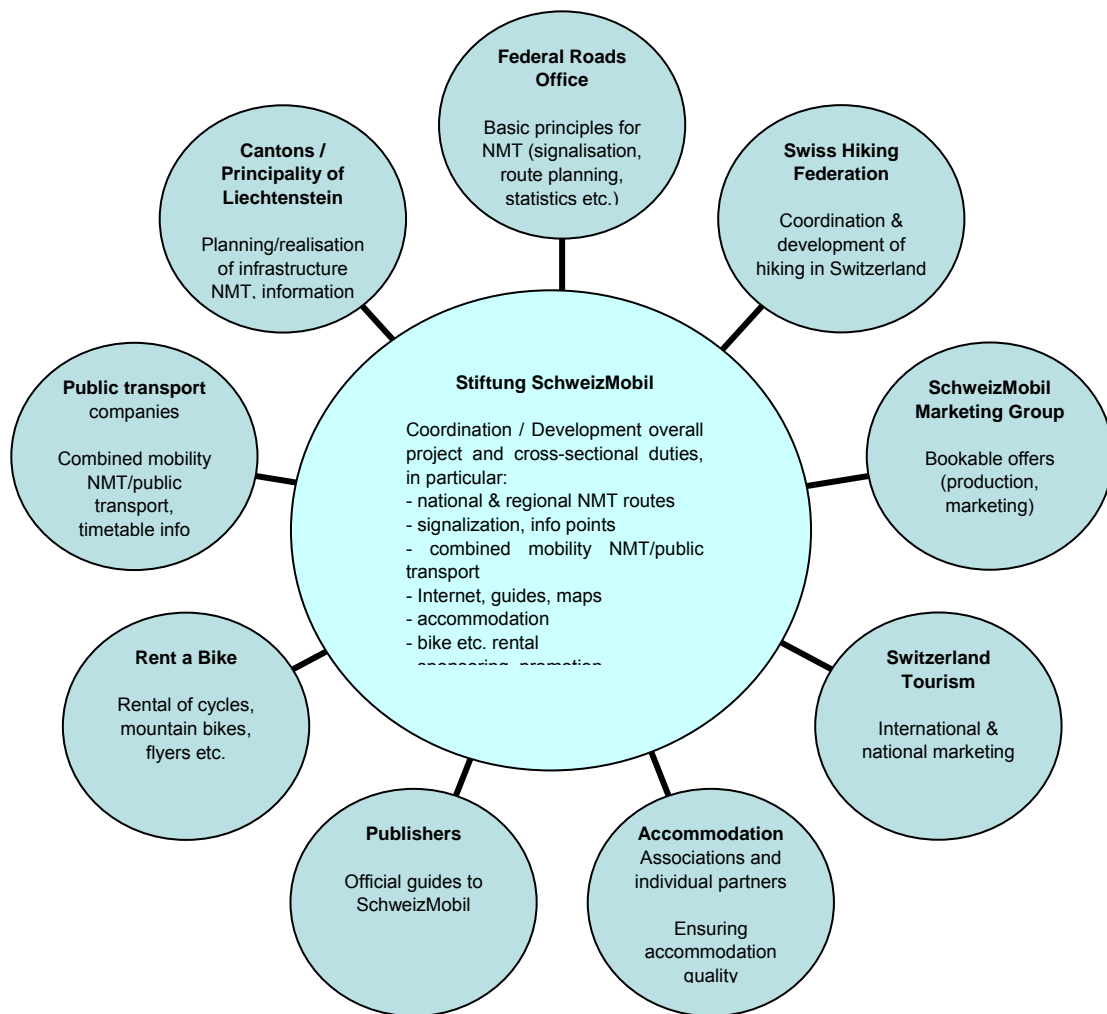 Federal Roads
Office
Basic principles for
NMT (signalisation,
route planning,
statistics etc.)
Cantons /
Principality of
Liechtenstein
Planning/realisation
of infrastructure
NMT, information
Swiss Hiking
Federation
Coordination &
development of
hiking in Switzerland
Public transport
companies
Combined mobility
NMT/public
transport,
timetable info
Stiftung SchweizMobil
Coordination / Development overall
project and cross-sectional duties,
in particular:
- national & regional NMT routes
- signalization, info points
- combined mobility NMT/public
transport
- Internet, guides, maps
- accommodation
- bike etc. rental
- sponsoring, promotion
SchweizMobil
Marketing Group
Bookable offers
(production,
marketing)
Rent a Bike
Rental of cycles,
mountain bikes,
flyers etc.
Switzerland
Tourism
International &
national marketing
Publishers
Official guides to
SchweizMobil
Accommodation
Associations and
individual partners
Ensuring
accommodation
quality